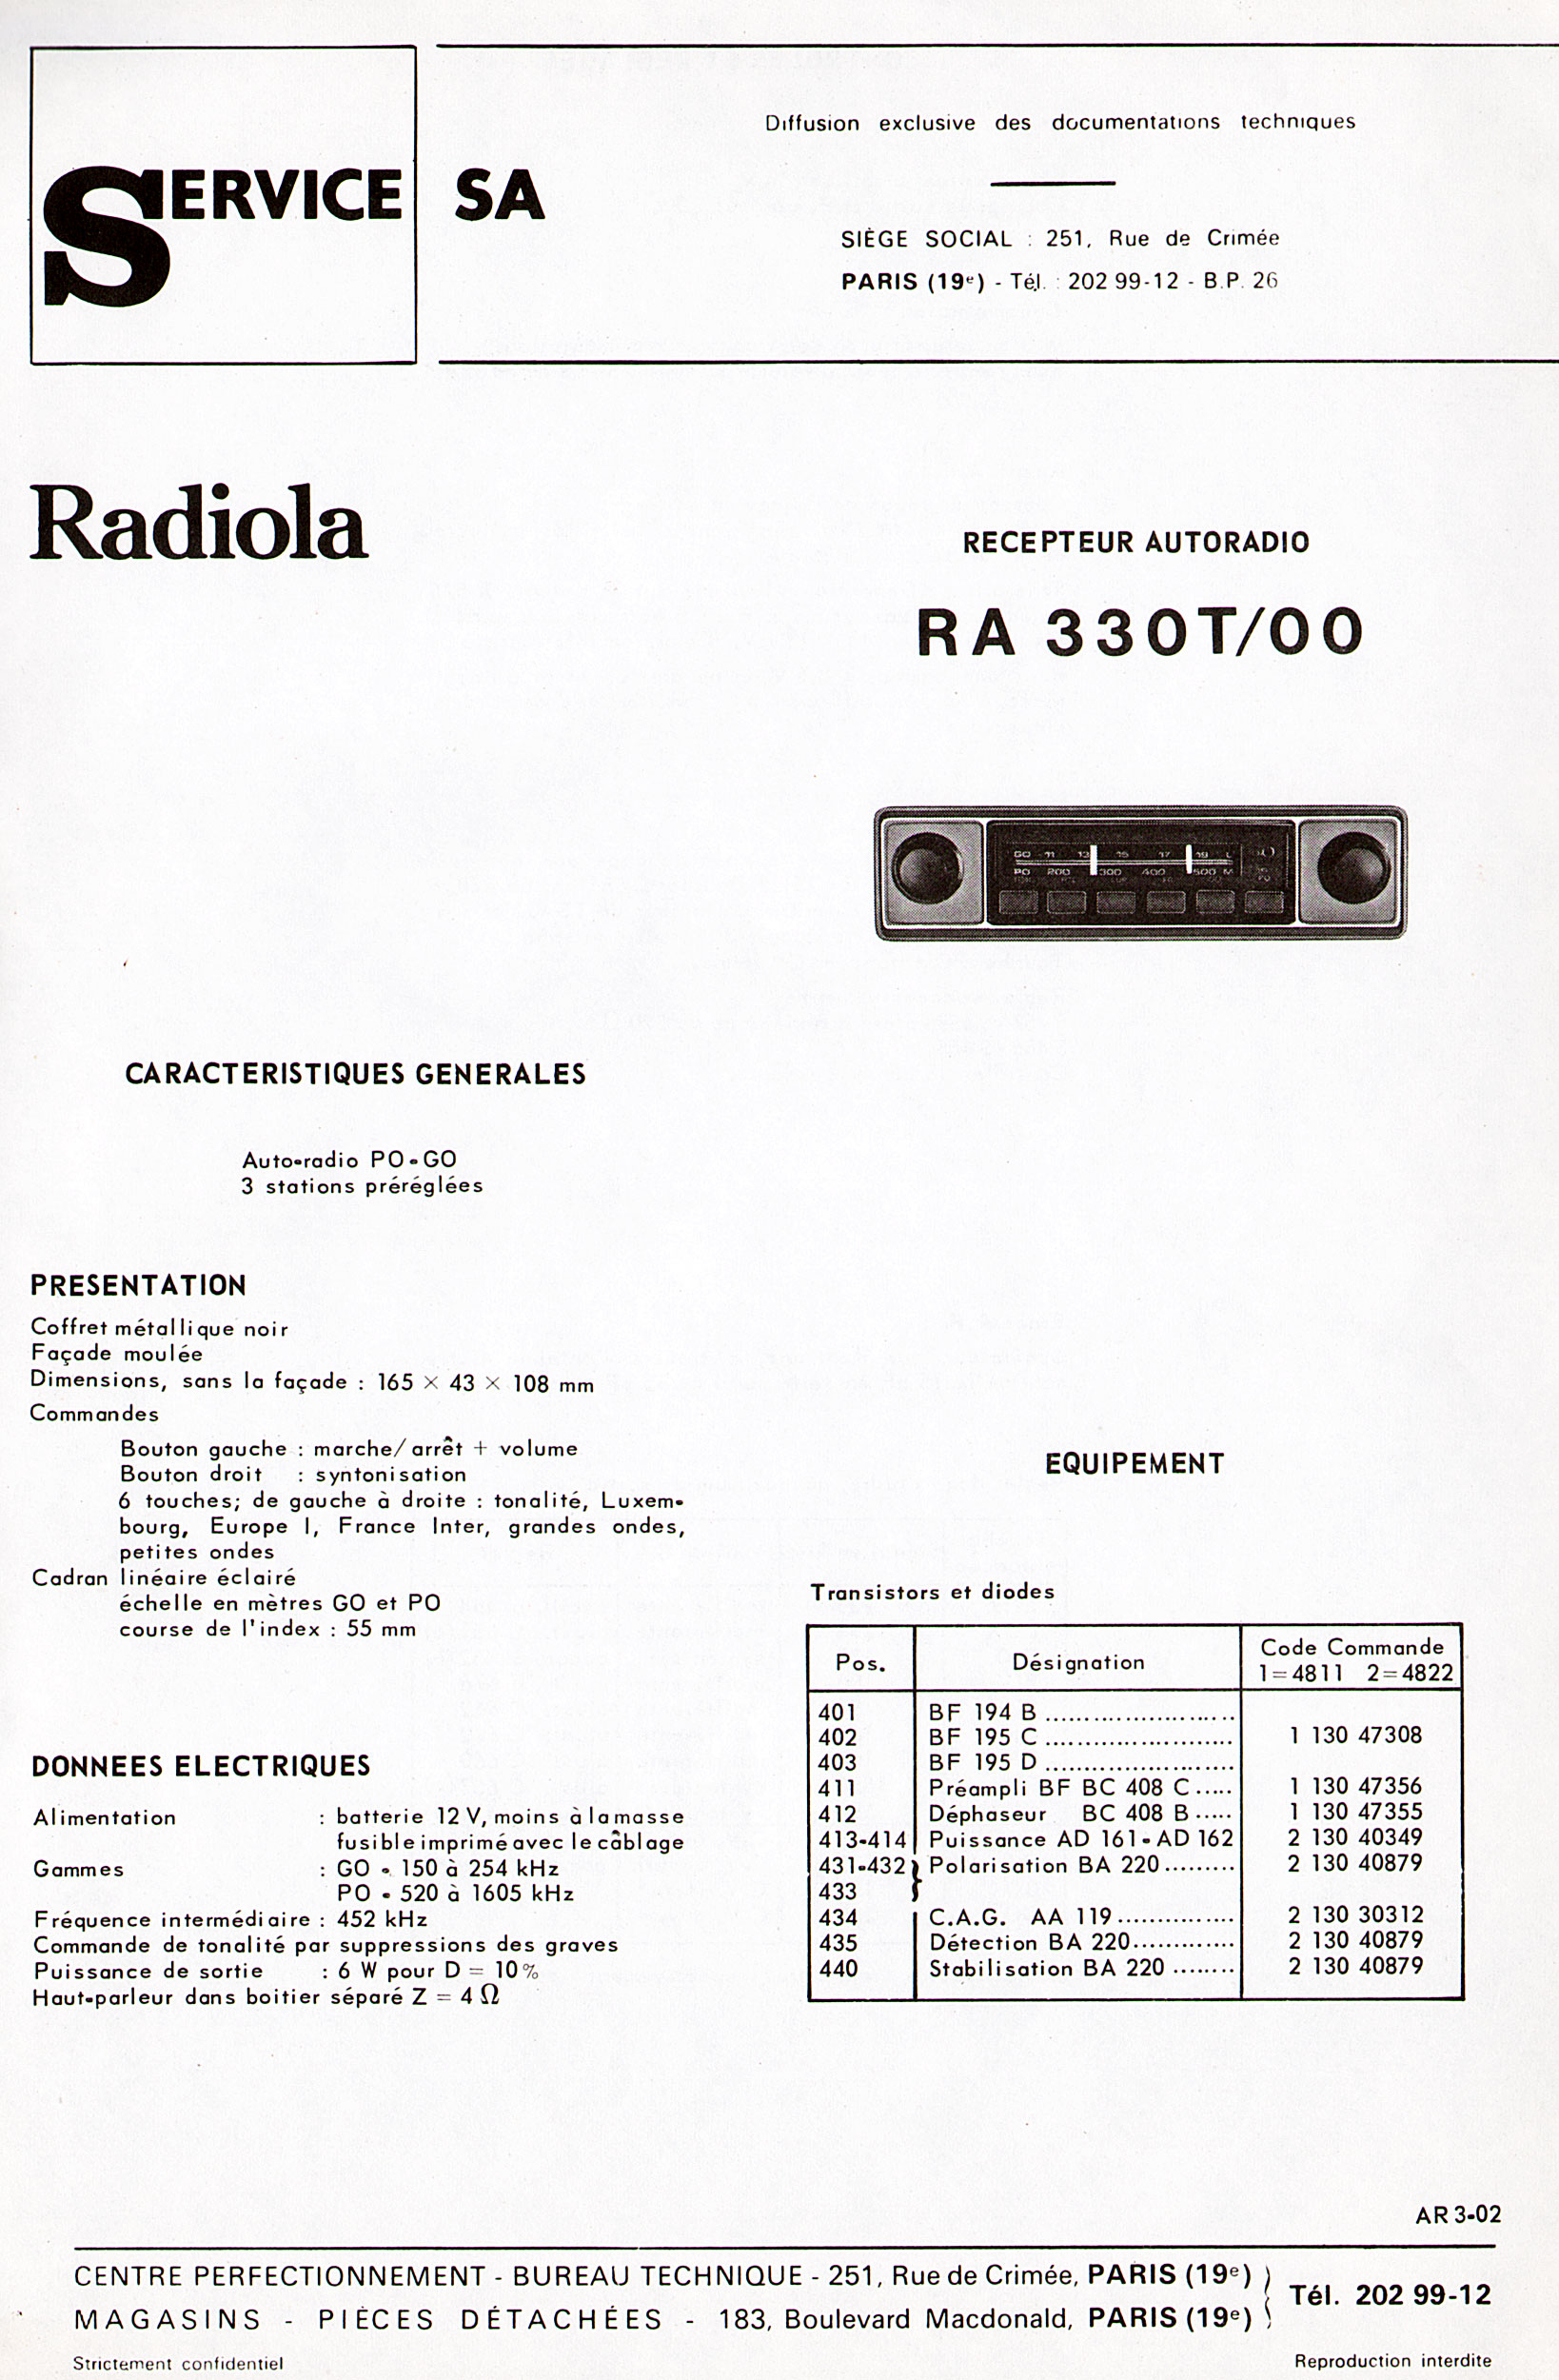 SERVICE SA
Diffusion exclusive des documentations techniques
SIÈGE SOCIAL : 251, Rue de Crimée
PARIS (19e) - Tél. : 202 99-12 - B.P. 26
Radiola
RECEPTEUR AUTORADIO
RA 330T/00
GO 11 13 15 17 19
PO 200 300 400 500 M
CARACTERISTIQUES GENERALES
Auto-radio PO-GO
3 stations préréglées
PRESENTATION
Coffret métallique noir
Façade moulée
Dimensions, sans la façade : 165 × 43 × 108 mm
Commandes
Bouton gauche : marche/arrêt + volume
Bouton droit : syntonisation
6 touches; de gauche à droite : tonalité, Luxem-
bourg, Europe I, France Inter, grandes ondes,
petites ondes
Cadran linéaire éclairé
échelle en mètres GO et PO
course de l'index : 55 mm
DONNEES ELECTRIQUES
Alimentation : batterie 12 V, moins à la masse
fusible imprimé avec le câblage
Gammes : GO - 150 à 254 kHz
PO - 520 à 1605 kHz
Fréquence intermédiaire : 452 kHz
Commande de tonalité par suppressions des graves
Puissance de sortie : 6 W pour D = 10%
Haut-parleur dans boitier séparé Z = 4 Ω
EQUIPEMENT
Transistors et diodes
Pos. Désignation Code Commande
1=4811 2=4822
401 BF 194 B ........................
402 BF 195 C ........................ 1 130 47308
403 BF 195 D ........................
411 Préampli BF BC 408 C ..... 1 130 47356
412 Déphaseur BC 408 B ..... 1 130 47355
413-414 Puissance AD 161-AD 162 2 130 40349
431-432 } Polarisation BA 220 ......... 2 130 40879
433
434 C.A.G. AA 119 ............... 2 130 30312
435 Détection BA 220 ............. 2 130 40879
440 Stabilisation BA 220 ........ 2 130 40879
AR 3-02
CENTRE PERFECTIONNEMENT - BUREAU TECHNIQUE - 251, Rue de Crimée, PARIS (19e)
MAGASINS - PIÈCES DÉTACHÉES - 183, Boulevard Macdonald, PARIS (19e)
Tél. 202 99-12
Strictement confidentiel
Reproduction interdite